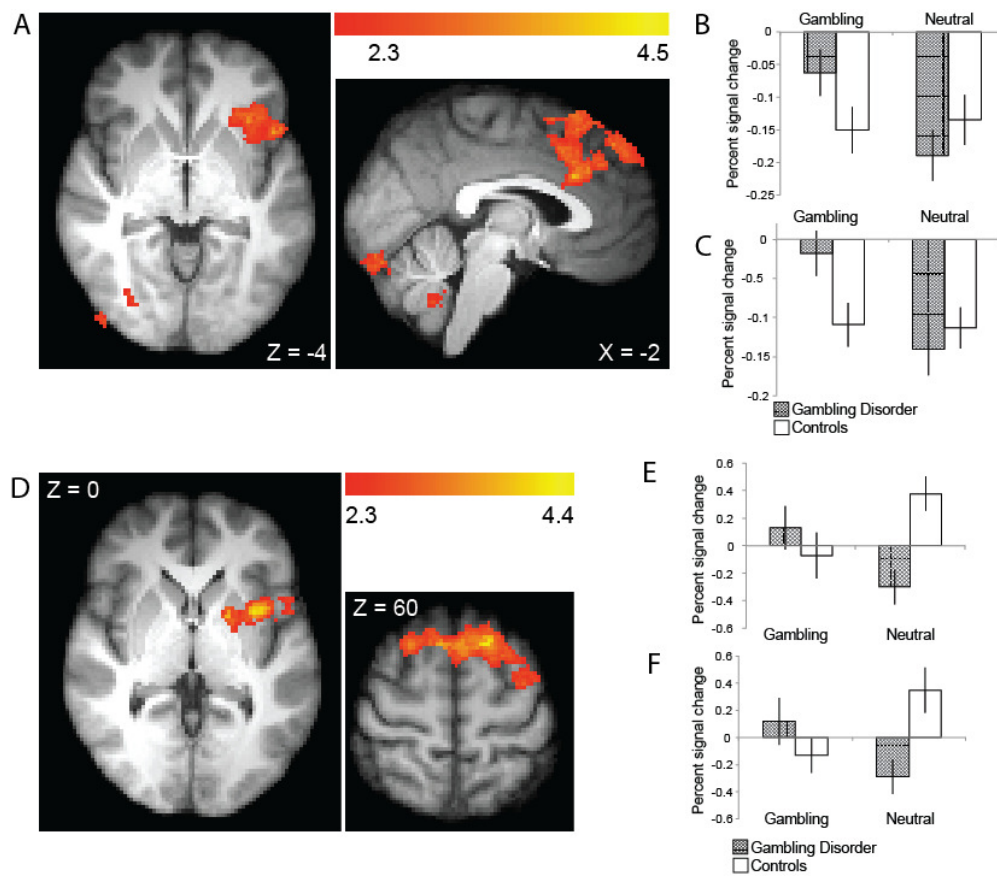 A
2.3 4.5
Z = -4
X = -2
B
Gambling Neutral
Percent signal change
0
-0.05
-0.1
-0.15
-0.2
-0.25
C
Gambling Neutral
Percent signal change
0
-0.5
-0.1
-0.15
-0.2
Gambling Disorder
Controls
D
Z = 0
2.3 4.4
Z = 60
E
Percent signal change
0.6
0.4
0.2
0
-0.2
-0.4
-0.6
Gambling Neutral
F
Percent signal change
0.6
0.4
0.2
0
-0.2
-0.4
-0.6
Gambling Neutral
Gambling Disorder
Controls